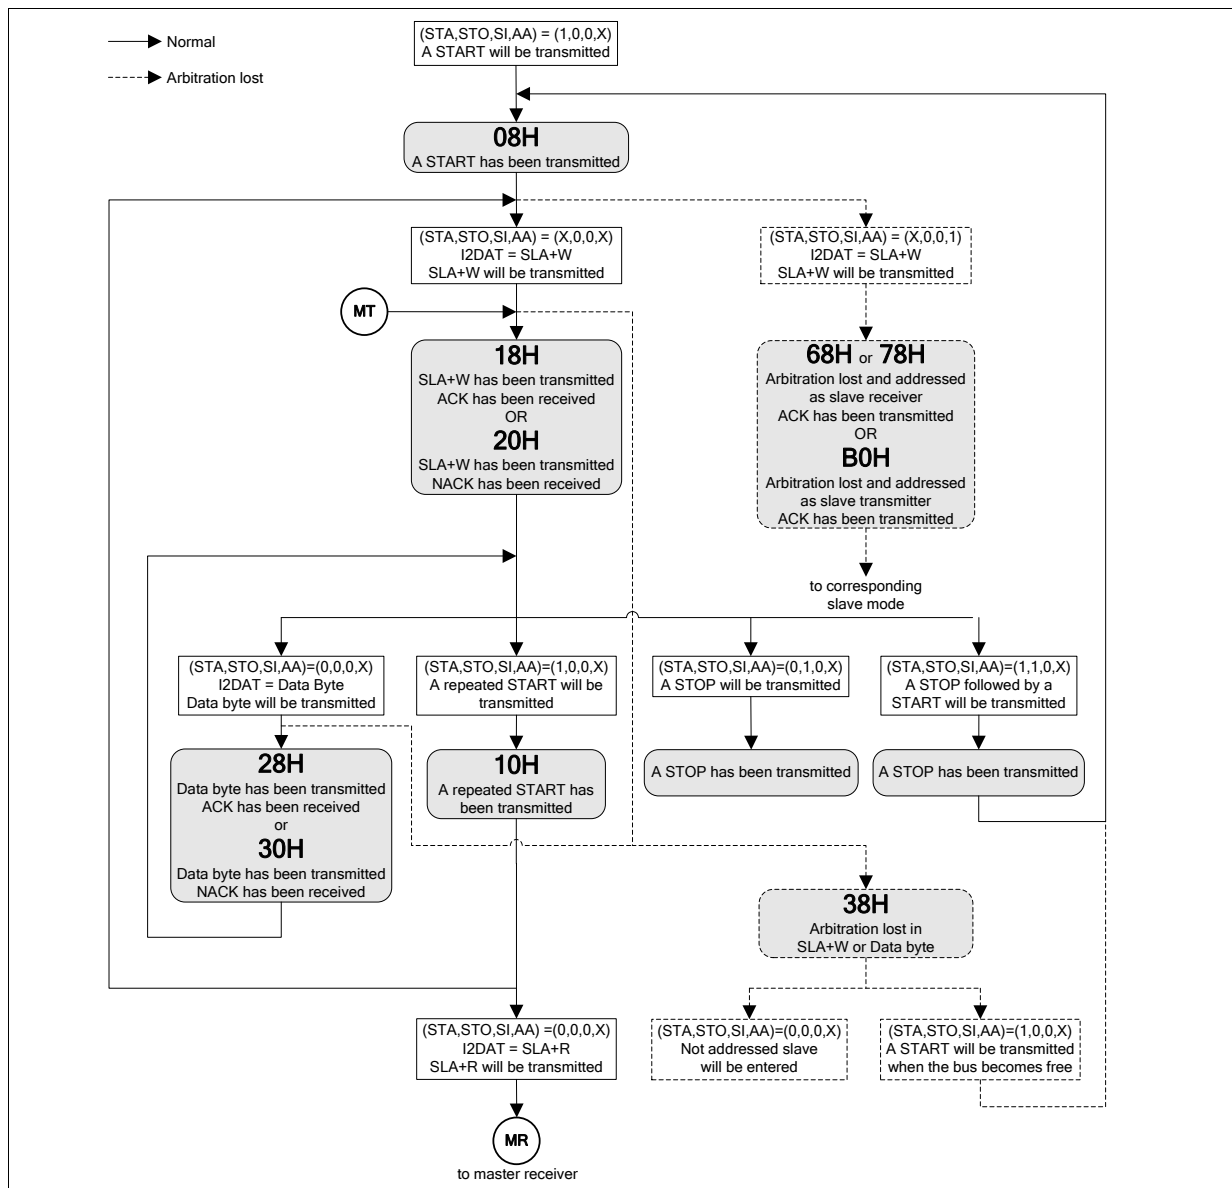 Normal
Arbitration lost
(STA,STO,SI,AA) = (1,0,0,X)
A START will be transmitted
08H
A START has been transmitted
(STA,STO,SI,AA) = (X,0,0,X)
I2DAT = SLA+W
SLA+W will be transmitted
(STA,STO,SI,AA) = (X,0,0,1)
I2DAT = SLA+W
SLA+W will be transmitted
MT
18H
SLA+W has been transmitted
ACK has been received
OR
20H
SLA+W has been transmitted
NACK has been received
68H or 78H
Arbitration lost and addressed
as slave receiver
ACK has been transmitted
OR
B0H
Arbitration lost and addressed
as slave transmitter
ACK has been transmitted
to corresponding
slave mode
(STA,STO,SI,AA)=(0,0,0,X)
I2DAT = Data Byte
Data byte will be transmitted
(STA,STO,SI,AA)=(1,0,0,X)
A repeated START will be
transmitted
(STA,STO,SI,AA)=(0,1,0,X)
A STOP will be transmitted
(STA,STO,SI,AA)=(1,1,0,X)
A STOP followed by a
START will be transmitted
28H
Data byte has been transmitted
ACK has been received
or
30H
Data byte has been transmitted
NACK has been received
10H
A repeated START has
been transmitted
A STOP has been transmitted
A STOP has been transmitted
38H
Arbitration lost in
SLA+W or Data byte
(STA,STO,SI,AA) =(0,0,0,X)
I2DAT = SLA+R
SLA+R will be transmitted
(STA,STO,SI,AA)=(0,0,0,X)
Not addressed slave
will be entered
(STA,STO,SI,AA)=(1,0,0,X)
A START will be transmitted
when the bus becomes free
MR
to master receiver